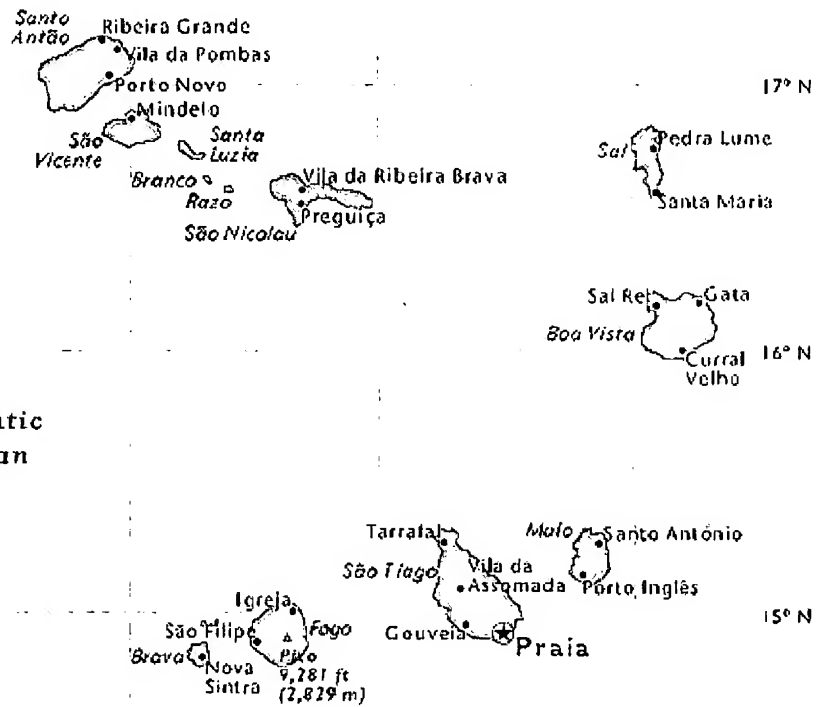 Santo
Antão
Ribeira Grande
Vila da Pombas
Porto Novo
Mindelo
São
Vicente
Santa
Luzia
Branco
Razo
Vila da Ribeira Brava
Preguiça
São Nicolau
17° N
Sal
Pedra Lume
Santa Maria
Sal Rei
Gata
Boa Vista
Curral
Velho
16° N
ntic
an
Tarrafal
São Tiago
Vila da
Assomada
Gouveia
Praia
Maio
Santo António
Porto Inglês
15° N
Igreja
São Filipe
Fogo
Pixo
9,281 ft
(2,829 m)
Brava
Nova
Sintra